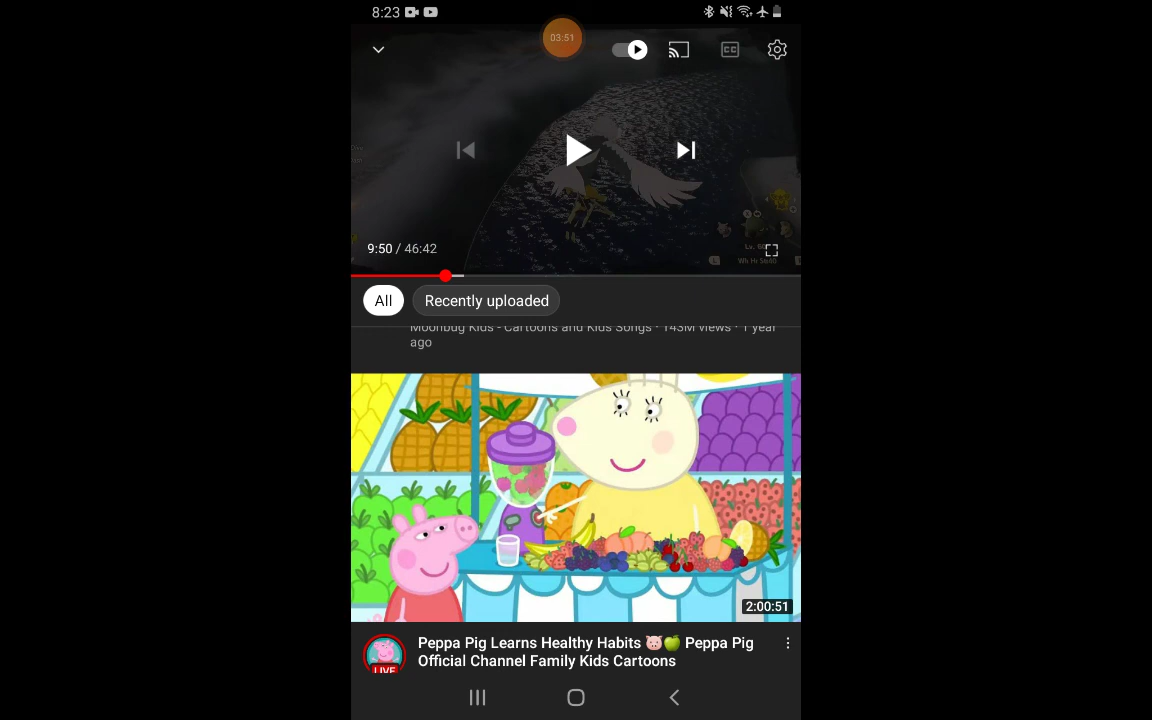 8:23
03:51
CC
9:50 / 46:42
All
Recently uploaded
Moonbug Kids - Cartoons and Kids Songs · 143M views · 1 year
ago
2:00:51
Peppa Pig Learns Healthy Habits 🐷🍏 Peppa Pig
Official Channel Family Kids Cartoons
LIVE